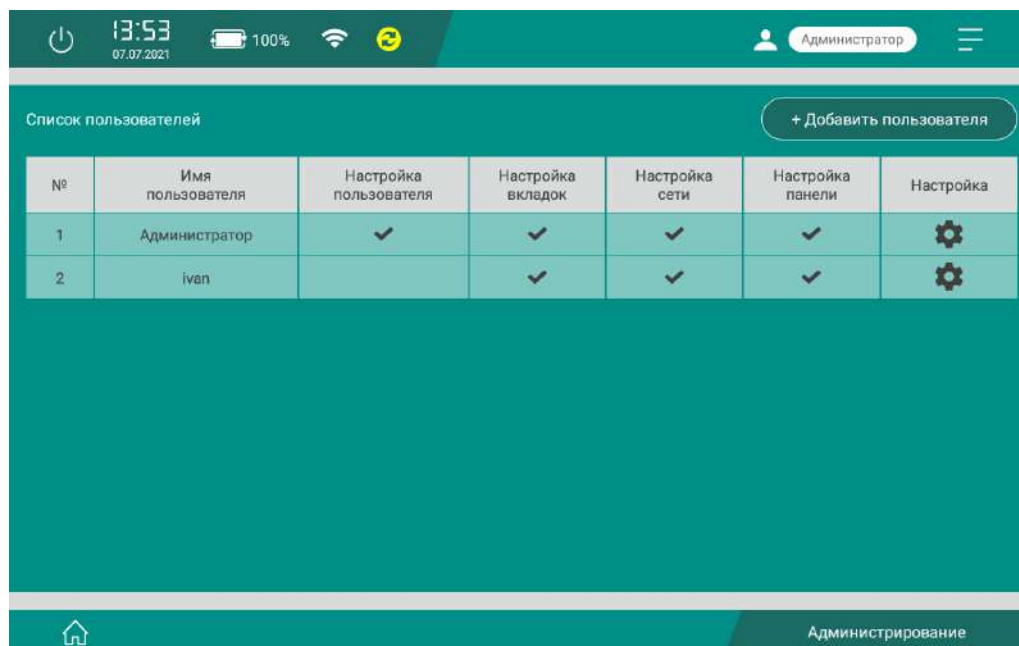 13:53
07.07.2021
100%
Администратор
Список пользователей
+ Добавить пользователя
№
Имя
пользователя
Настройка
пользователя
Настройка
вкладок
Настройка
сети
Настройка
панели
Настройка
1
Администратор
2
ivan
Администрирование